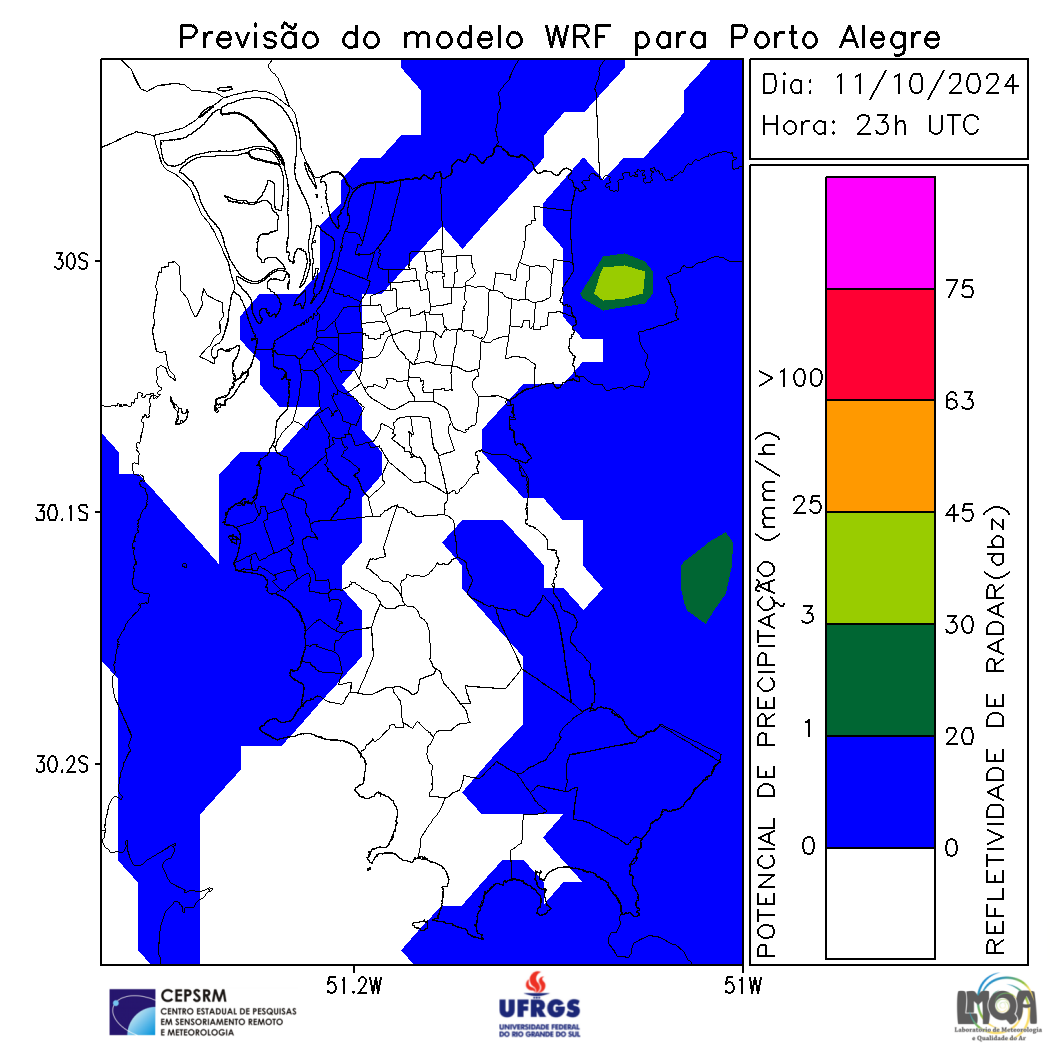 Previsão do modelo WRF para Porto Alegre
Dia: 11/10/2024
Hora: 23h UTC
30S
30.1S
30.2S
51.2W
51W
POTENCIAL DE PRECIPITAÇÃO (mm/h)
>100
25
3
1
0
75
63
45
30
20
0
REFLETIVIDADE DE RADAR(dbz)
CEPSRM
CENTRO ESTADUAL DE PESQUISAS
EM SENSORIAMENTO REMOTO
E METEOROLOGIA
UFRGS
UNIVERSIDADE FEDERAL
DO RIO GRANDE DO SUL
LMQA
Laboratório de Meteorologia
e Qualidade do Ar